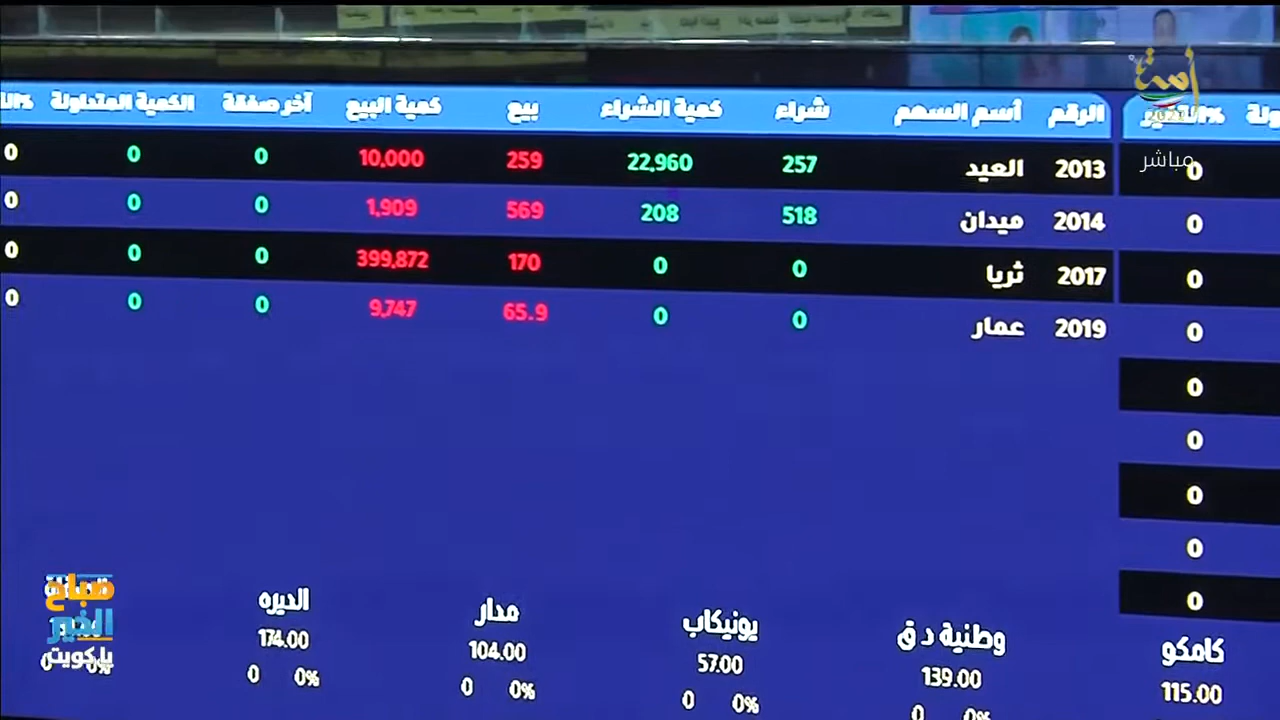 مباشر
الرقم أسم السهم شراء كمية الشراء بيع كمية البيع آخر صفقة الكمية المتداولة
2013 العيد 257 22,960 259 10,000 0 0 0
2014 ميدان 518 208 569 1,909 0 0 0
2017 ثريا 0 0 170 399,872 0 0 0
2019 عمار 0 0 65.9 9,747 0 0 0
0
0
0
0
0
0
0
0
0
كامكو
115.00
وطنية د ق
139.00
0 0%
يونيكاب
57.00
0 0%
مدار
104.00
0 0%
الديره
174.00
0 0%
صباح
الخير
يا كويت